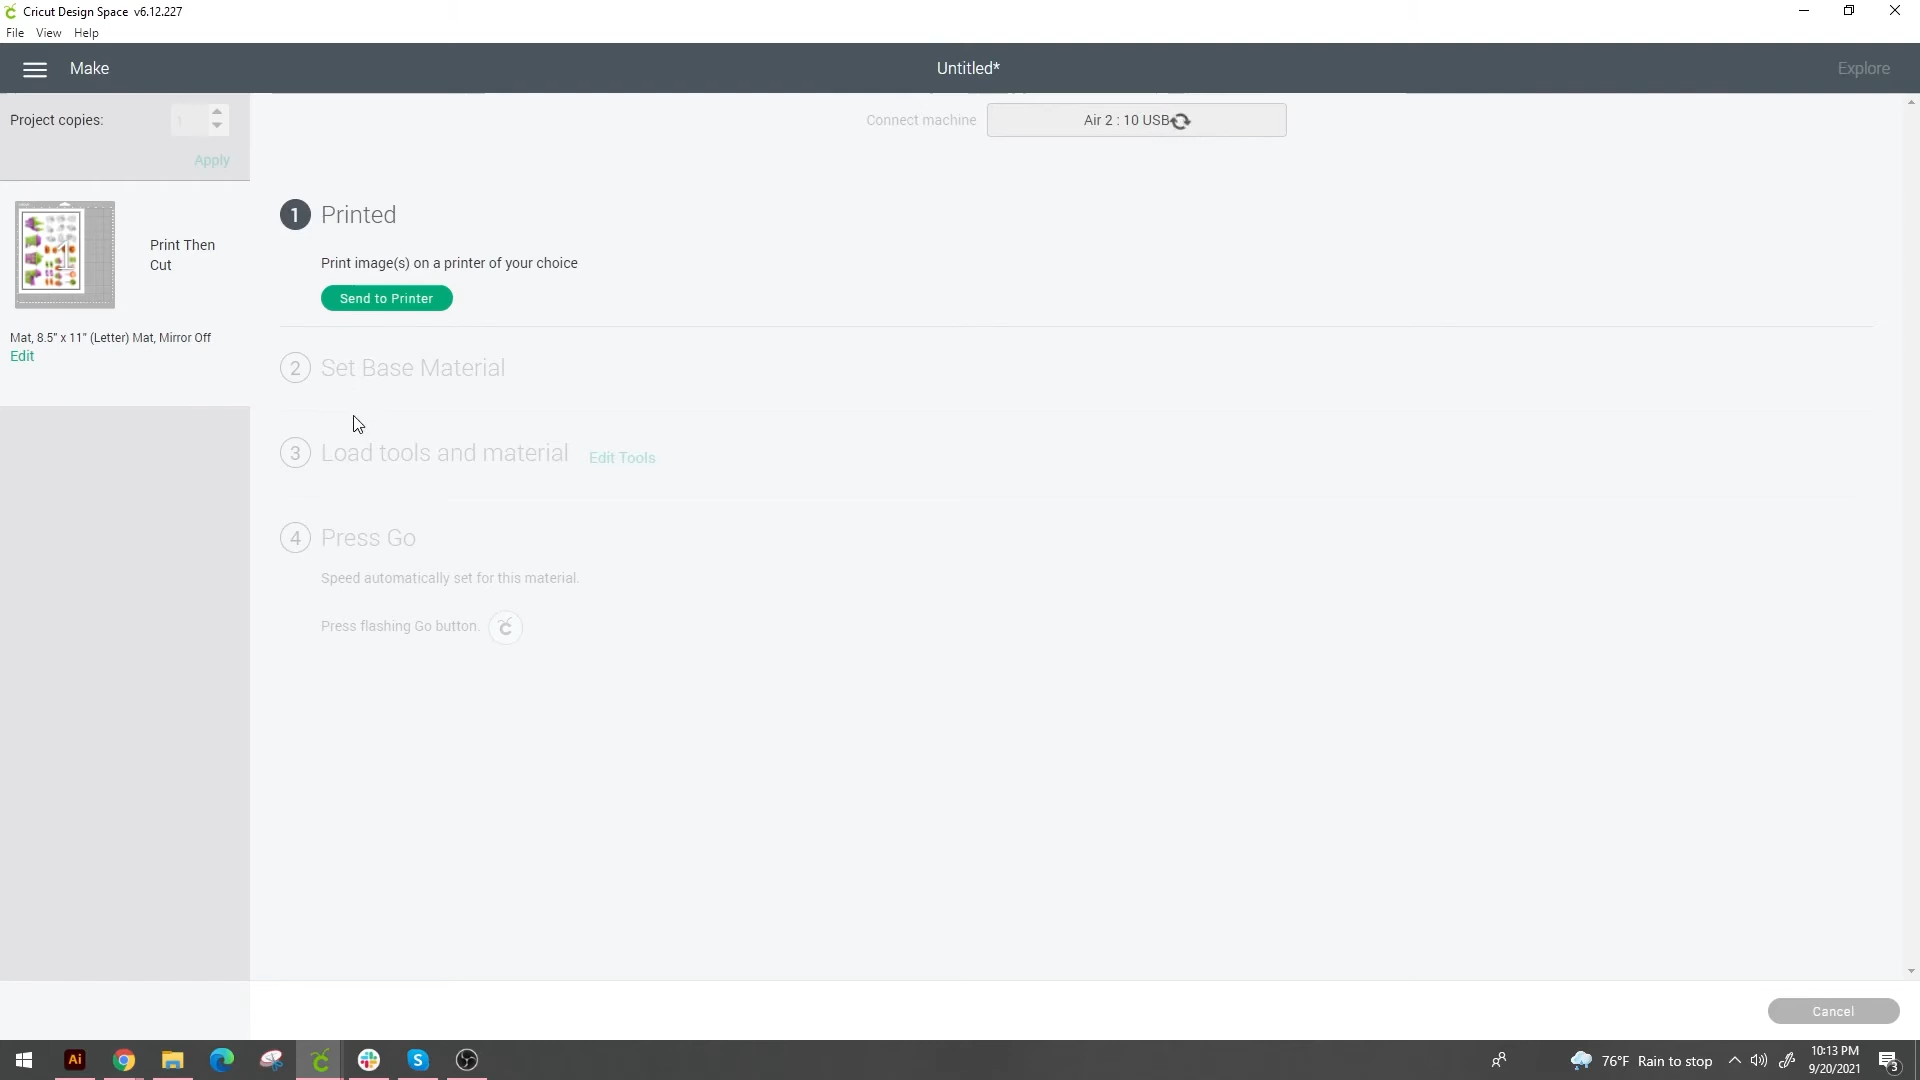 Cricut Design Space v6.12.227
File View Help
Make
Untitled*
Explore
Project copies:
1
Apply
Connect machine
Air 2 : 10 USB
Print Then
Cut
Mat, 8.5" x 11" (Letter) Mat, Mirror Off
Edit
1 Printed
Print image(s) on a printer of your choice
Send to Printer
2 Set Base Material
3 Load tools and material Edit Tools
4 Press Go
Speed automatically set for this material.
Press flashing Go button.
Cancel
Ai
S
76°F Rain to stop
10:13 PM
9/20/2021
3